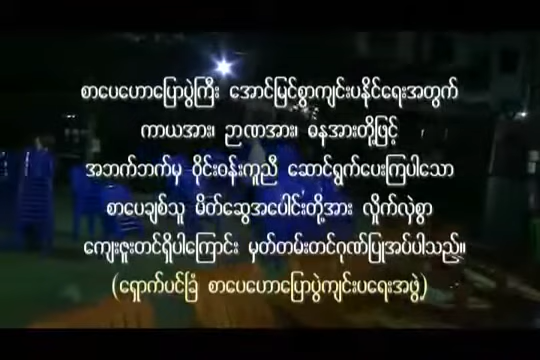 စာပေဟောပြောပွဲကြီး အောင်မြင်စွာကျင်းပနိုင်ရေးအတွက်
ကာယအား၊ ဉာဏအား၊ ဓနအားတို့ဖြင့်
အဘက်ဘက်မှ ဝိုင်းဝန်းကူညီ ဆောင်ရွက်ပေးကြပါသော
စာပေချစ်သူ မိတ်ဆွေအပေါင်းတို့အား လှိုက်လှဲစွာ
ကျေးဇူးတင်ရှိပါကြောင်း မှတ်တမ်းတင်ဂုဏ်ပြုအပ်ပါသည်။
(ရှောက်ပင်ခြံ စာပေဟောပြောပွဲကျင်းပရေးအဖွဲ့)